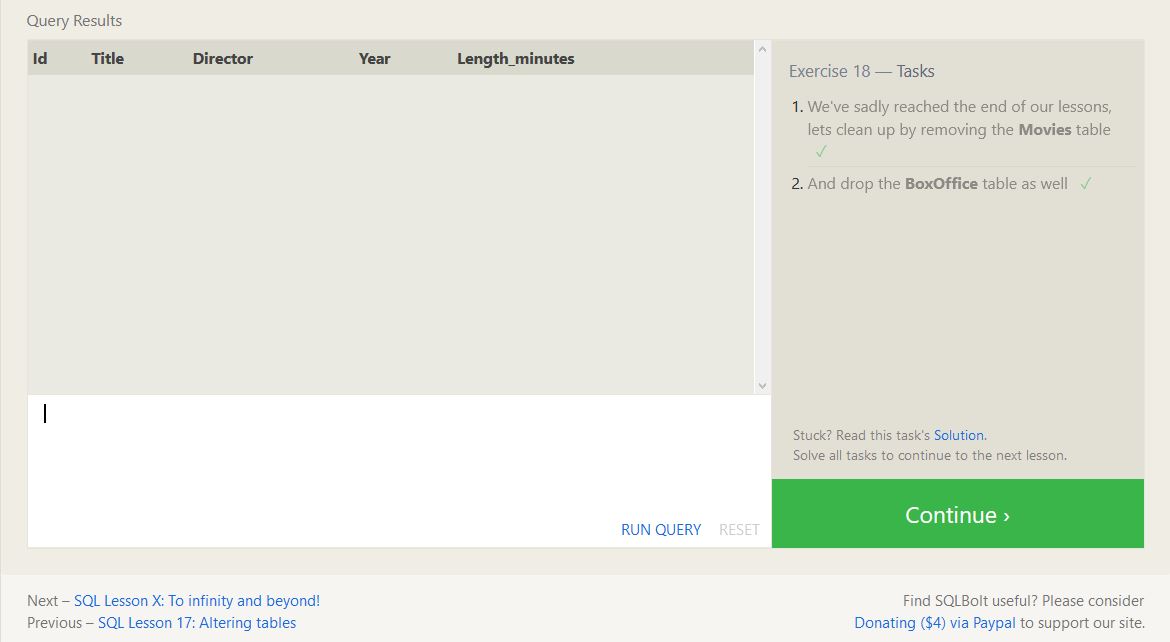 Query Results
Id Title Director Year Length_minutes
Exercise 18 — Tasks
1. We've sadly reached the end of our lessons,
lets clean up by removing the Movies table
✓
2. And drop the BoxOffice table as well ✓
Stuck? Read this task's Solution.
Solve all tasks to continue to the next lesson.
RUN QUERY RESET
Continue ›
Next – SQL Lesson X: To infinity and beyond!
Previous – SQL Lesson 17: Altering tables
Find SQLBolt useful? Please consider
Donating ($4) via Paypal to support our site.